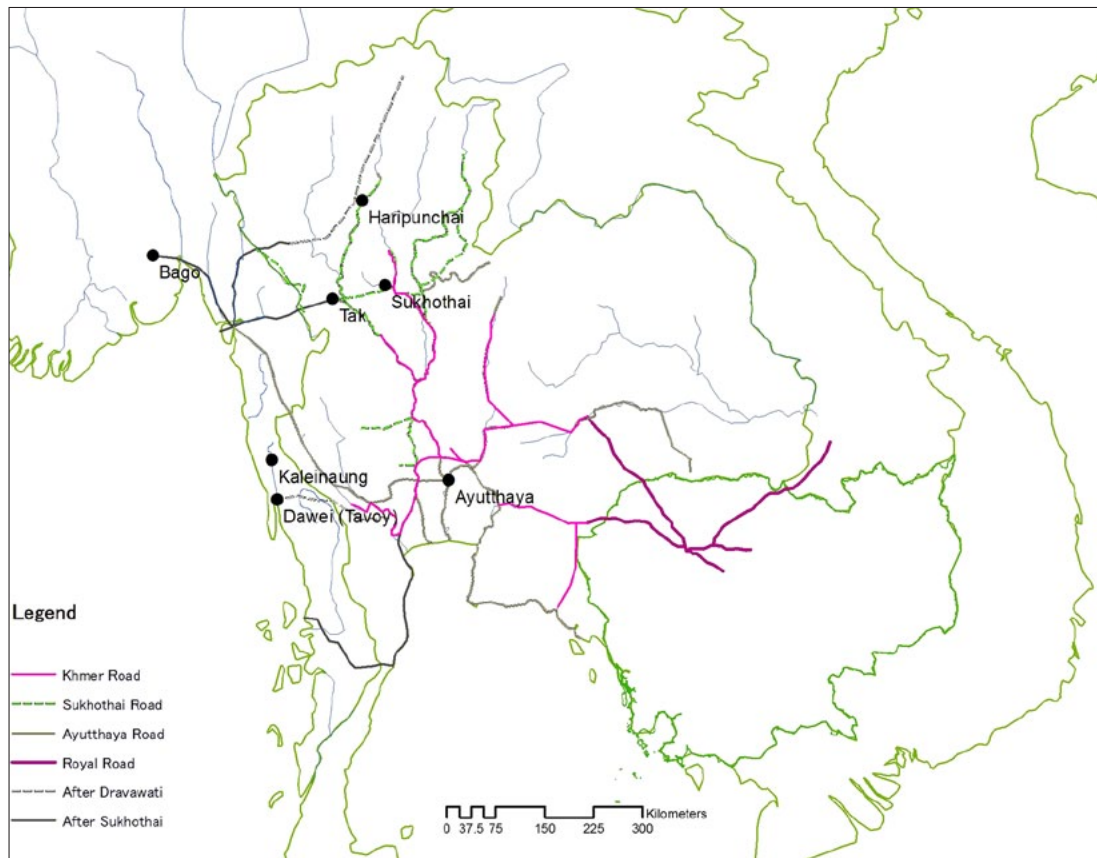 Haripunchai
Bago
Sukhothai
Tak
Kaleinaung
Ayutthaya
Dawei (Tavoy)
Legend
Khmer Road
Sukhothai Road
Ayutthaya Road
Royal Road
After Dravawati
After Sukhothai
Kilometers
0 37.5 75 150 225 300